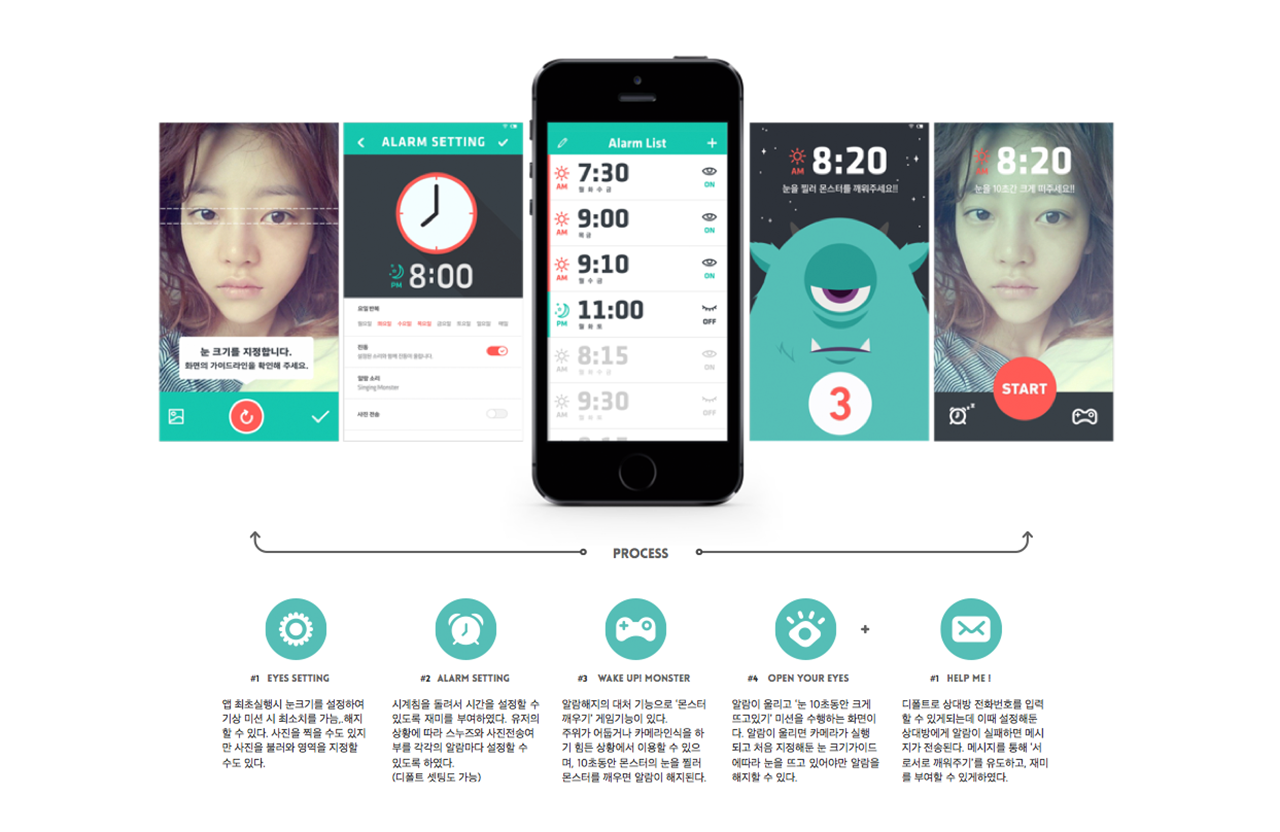 눈 크기를 지정합니다.
화면의 가이드라인을 확인해 주세요.
ALARM SETTING
PM 8:00
요일 반복
월요일 화요일 수요일 목요일 금요일 토요일 일요일 매일
진동
설정한 소리와 함께 진동이 울립니다.
알람 소리
Singing Monster
사진 전송
Alarm List
AM 7:30 ON
월 화 수 금
AM 9:00 ON
목 금
AM 9:10 ON
월 수 금
PM 11:00 OFF
월 화 토
AM 8:15 ON
월 화 수 금
AM 9:30 OFF
월 화 토
AM 8:20
눈을 찔러 몬스터를 깨워주세요!!
3
AM 8:20
눈을 10초간 크게 떠주세요!!
START
PROCESS
#1 EYES SETTING
앱 최초실행시 눈크기를 설정하여
기상 미션 시 최소치를 가능,.해지
할 수 있다. 사진을 찍을 수도 있지
만 사진을 불러와 영역을 지정할
수도 있다.
#2 ALARM SETTING
시계침을 돌려서 시간을 설정할 수
있도록 재미를 부여하였다. 유저의
상황에 따라 스누즈와 사진전송여
부를 각각의 알람마다 설정할 수
있도록 하였다.
(디폴트 셋팅도 가능)
#3 WAKE UP! MONSTER
알람해지의 대처 기능으로 '몬스터
깨우기' 게임기능이 있다.
주위가 어둡거나 카메라인식을 하
기 힘든 상황에서 이용할 수 있으
며, 10초동안 몬스터의 눈을 찔러
몬스터를 깨우면 알람이 해지된다.
#4 OPEN YOUR EYES
알람이 울리고 '눈 10초동안 크게
뜨고있기' 미션을 수행하는 화면이
다. 알람이 울리면 카메라가 실행
되고 처음 지정해둔 눈 크기가이드
에따라 눈을 뜨고 있어야만 알람을
해지할 수 있다.
+
#1 HELP ME !
디폴트로 상대방 전화번호를 입력
할 수 있게되는데 이때 설정해둔
상대방에게 알람이 실패하면 메시
지가 전송된다. 메시지를 통해 '서
로서로 깨워주기'를 유도하고, 재미
를 부여할 수 있게하였다.